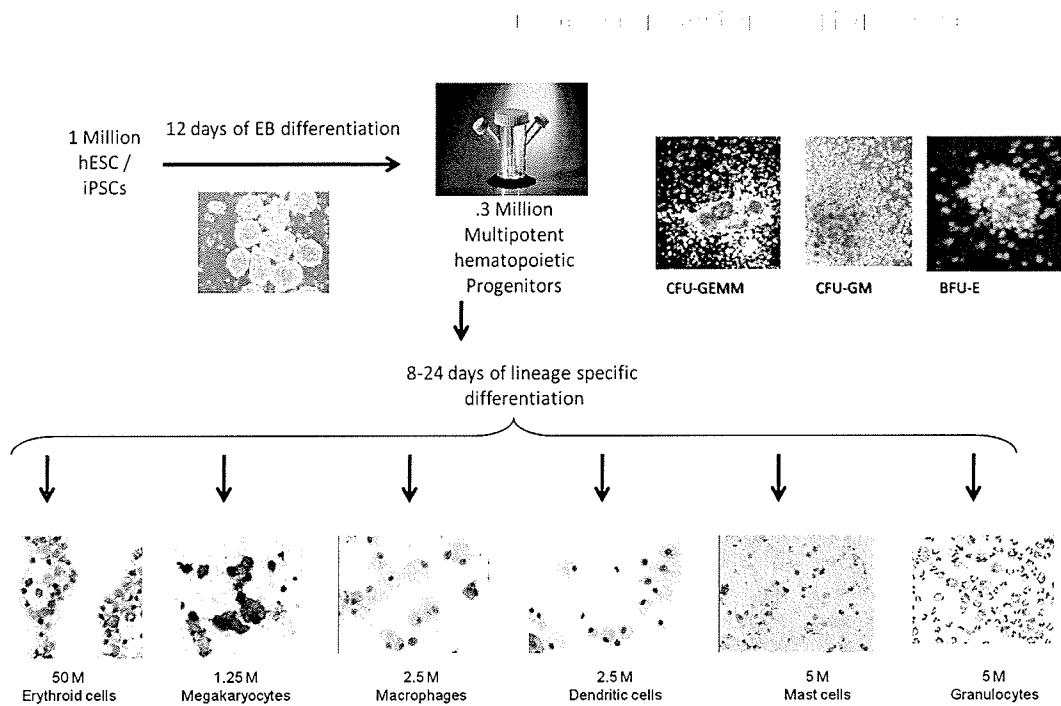 1 Million
hESC /
iPSCs
12 days of EB differentiation
.3 Million
Multipotent
hematopoietic
Progenitors
CFU-GEMM
CFU-GM
BFU-E
8-24 days of lineage specific
differentiation
50 M
Erythroid cells
1.25 M
Megakaryocytes
2.5 M
Macrophages
2.5 M
Dendritic cells
5 M
Mast cells
5 M
Granulocytes